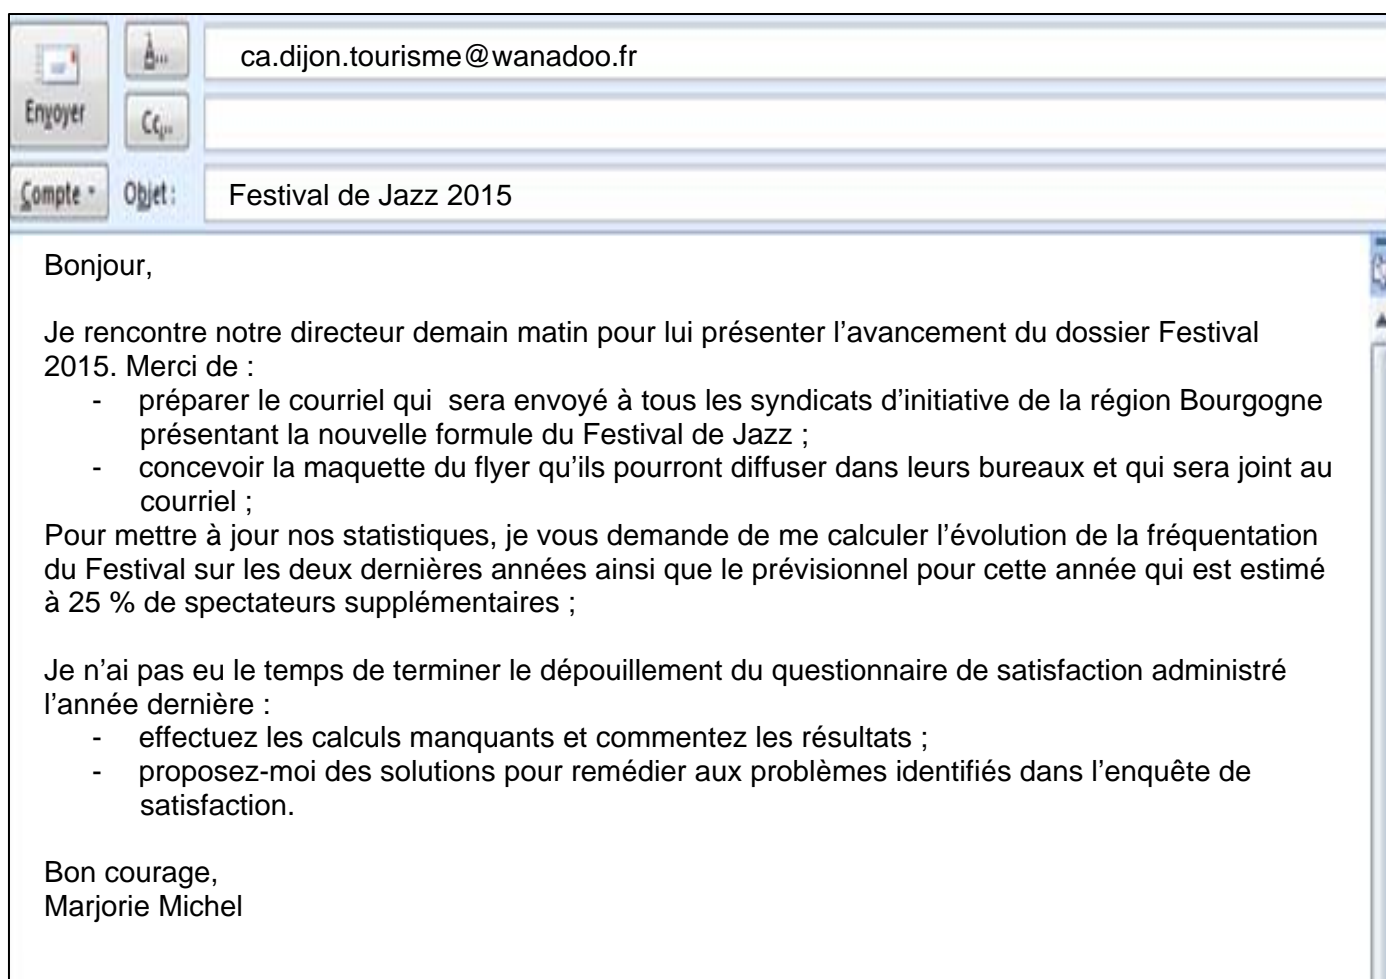 À...
ca.dijon.tourisme@wanadoo.fr
Envoyer
Cc...
Compte
Objet :
Festival de Jazz 2015
Bonjour,
Je rencontre notre directeur demain matin pour lui présenter l’avancement du dossier Festival
2015. Merci de :
- préparer le courriel qui sera envoyé à tous les syndicats d’initiative de la région Bourgogne
présentant la nouvelle formule du Festival de Jazz ;
- concevoir la maquette du flyer qu’ils pourront diffuser dans leurs bureaux et qui sera joint au
courriel ;
Pour mettre à jour nos statistiques, je vous demande de me calculer l’évolution de la fréquentation
du Festival sur les deux dernières années ainsi que le prévisionnel pour cette année qui est estimé
à 25 % de spectateurs supplémentaires ;
Je n’ai pas eu le temps de terminer le dépouillement du questionnaire de satisfaction administré
l’année dernière :
- effectuez les calculs manquants et commentez les résultats ;
- proposez-moi des solutions pour remédier aux problèmes identifiés dans l’enquête de
satisfaction.
Bon courage,
Marjorie Michel